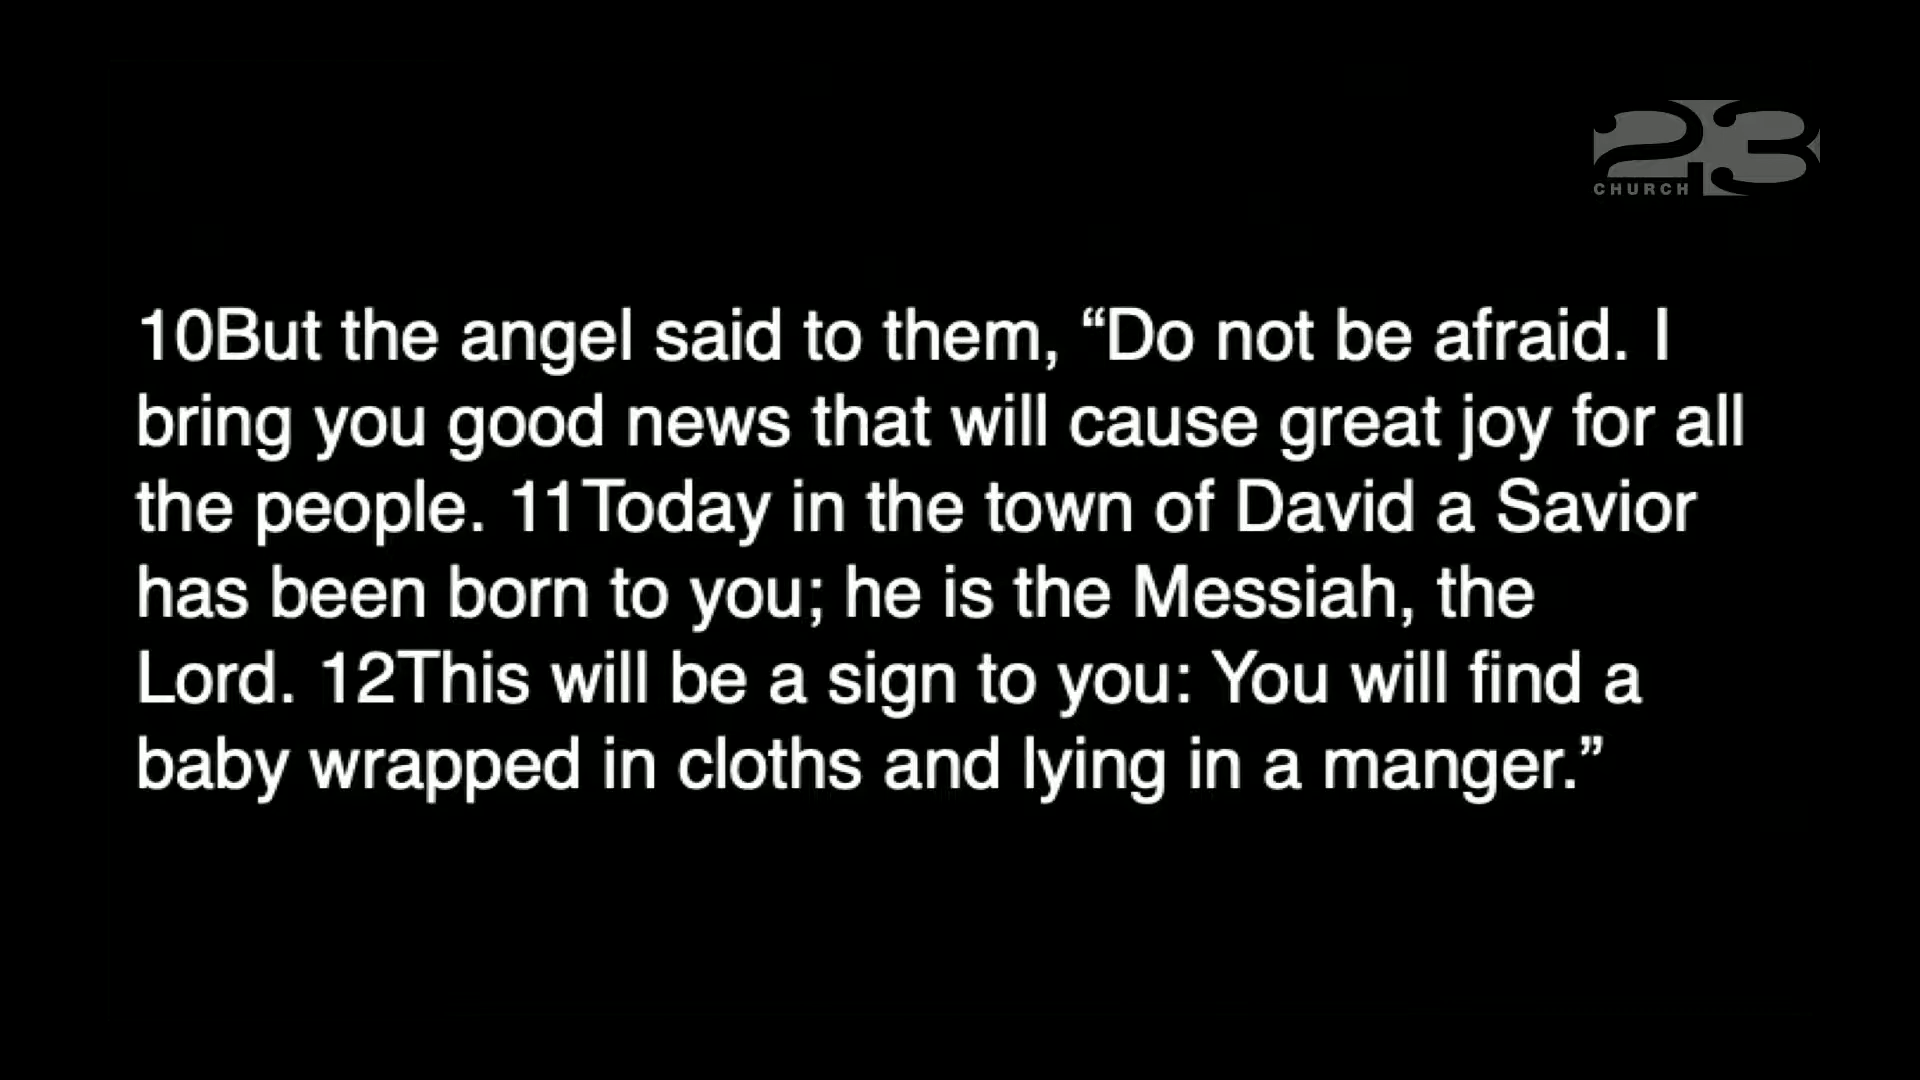 23
CHURCH
10But the angel said to them, “Do not be afraid. I
bring you good news that will cause great joy for all
the people. 11Today in the town of David a Savior
has been born to you; he is the Messiah, the
Lord. 12This will be a sign to you: You will find a
baby wrapped in cloths and lying in a manger.”